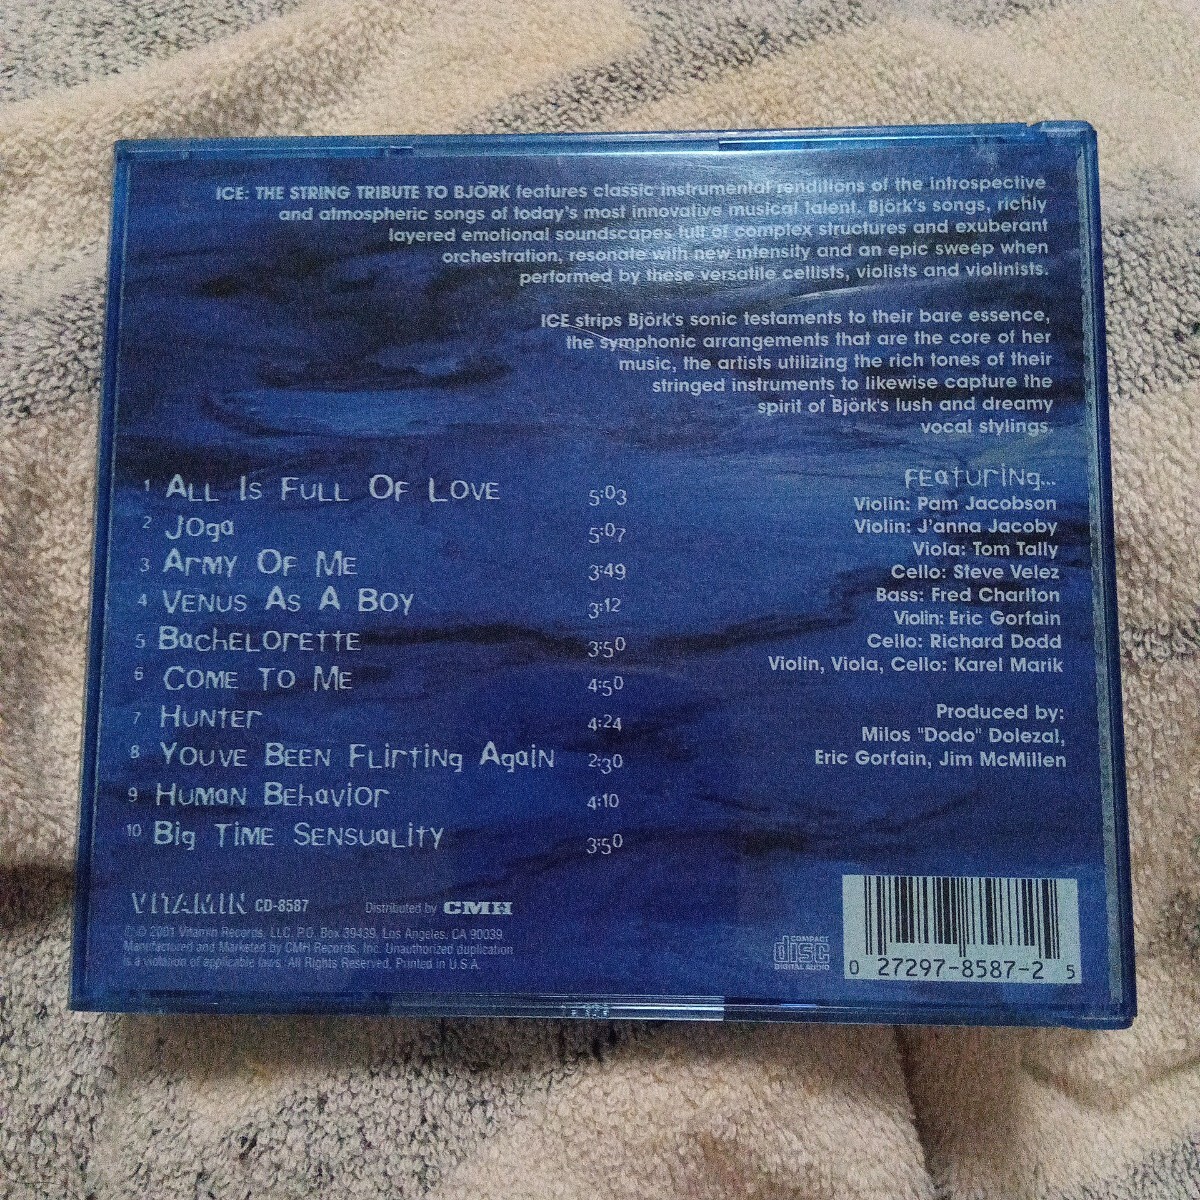 ICE: THE STRING TRIBUTE TO BJÖRK features classic instrumental renditions of the introspective
and atmospheric songs of today's most innovative musical talent. Björk's songs, richly
layered emotional soundscapes full of complex structures and exuberant
orchestration, resonate with new intensity and an epic sweep when
performed by these versatile cellists, violists and violinists.
ICE strips Björk's sonic testaments to their bare essence,
the symphonic arrangements that are the core of her
music, the artists utilizing the rich tones of their
stringed instruments to likewise capture the
spirit of Björk's lush and dreamy
vocal stylings.
1 All Is Full Of Love 5:03
2 Joga 5:07
3 Army Of Me 3:49
4 Venus As A Boy 3:12
5 Bachelorette 3:50
6 Come To Me 4:50
7 Hunter 4:24
8 You've Been Flirting Again 2:30
9 Human Behavior 4:10
10 Big Time Sensuality 3:50
Featuring...
Violin: Pam Jacobson
Violin: J'anna Jacoby
Viola: Tom Tally
Cello: Steve Velez
Bass: Fred Charlton
Violin: Eric Gorfain
Cello: Richard Dodd
Violin, Viola, Cello: Karel Marik
Produced by:
Milos "Dodo" Dolezal,
Eric Gorfain, Jim McMillen
VITAMIN CD-8587 Distributed by CMH
℗ © 2001 Vitamin Records, LLC. P.O. Box 39439, Los Angeles, CA 90039.
Manufactured and Marketed by CMH Records, Inc. Unauthorized duplication
is a violation of applicable laws. All Rights Reserved. Printed in U.S.A.
COMPACT
disc
DIGITAL AUDIO
0 27297-8587-2 5